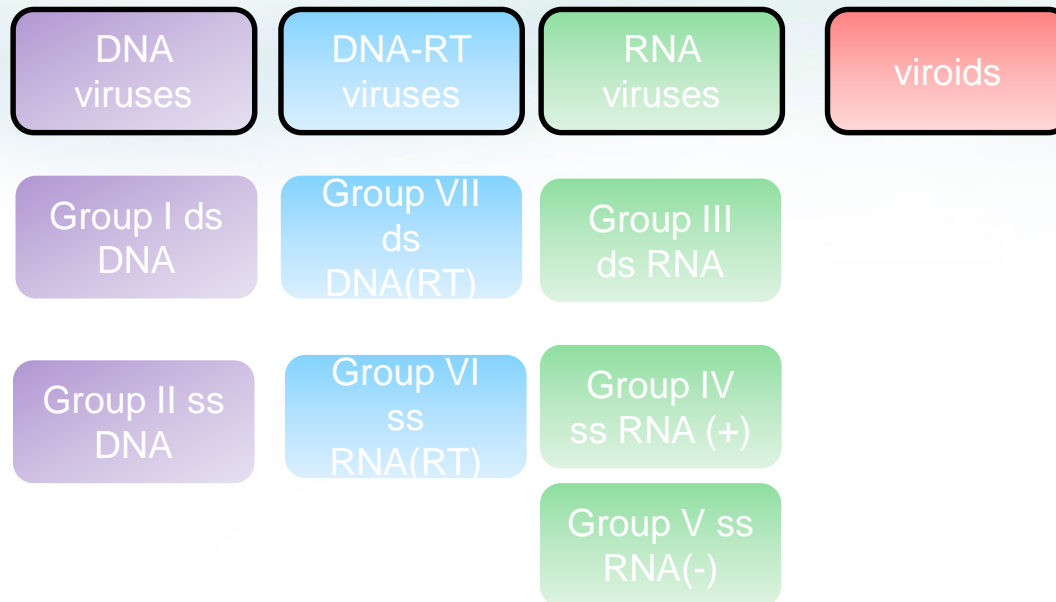 DNA
viruses
DNA-RT
viruses
RNA
viruses
viroids
Group I ds
DNA
Group VII
ds
DNA(RT)
Group III
ds RNA
Group II ss
DNA
Group VI
ss
RNA(RT)
Group IV
ss RNA (+)
Group V ss
RNA(-)